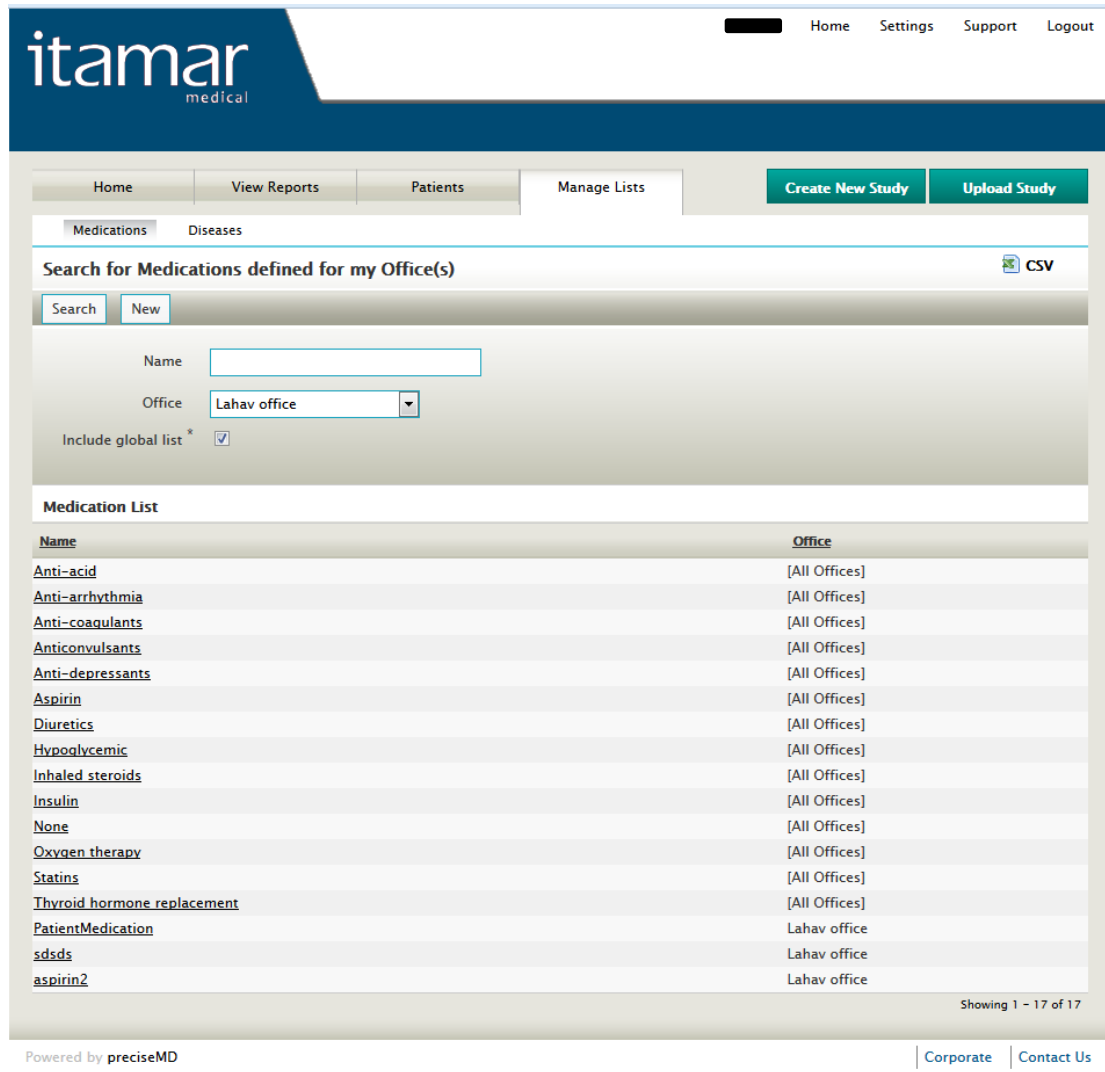 itamar
medical
Home Settings Support Logout
Home View Reports Patients Manage Lists Create New Study Upload Study
Medications Diseases
Search for Medications defined for my Office(s) CSV
Search New
Name
Office Lahav office
Include global list *
Medication List
Name Office
Anti-acid [All Offices]
Anti-arrhythmia [All Offices]
Anti-coagulants [All Offices]
Anticonvulsants [All Offices]
Anti-depressants [All Offices]
Aspirin [All Offices]
Diuretics [All Offices]
Hypoglycemic [All Offices]
Inhaled steroids [All Offices]
Insulin [All Offices]
None [All Offices]
Oxygen therapy [All Offices]
Statins [All Offices]
Thyroid hormone replacement [All Offices]
PatientMedication Lahav office
sdsds Lahav office
aspirin2 Lahav office
Showing 1 - 17 of 17
Powered by preciseMD Corporate Contact Us